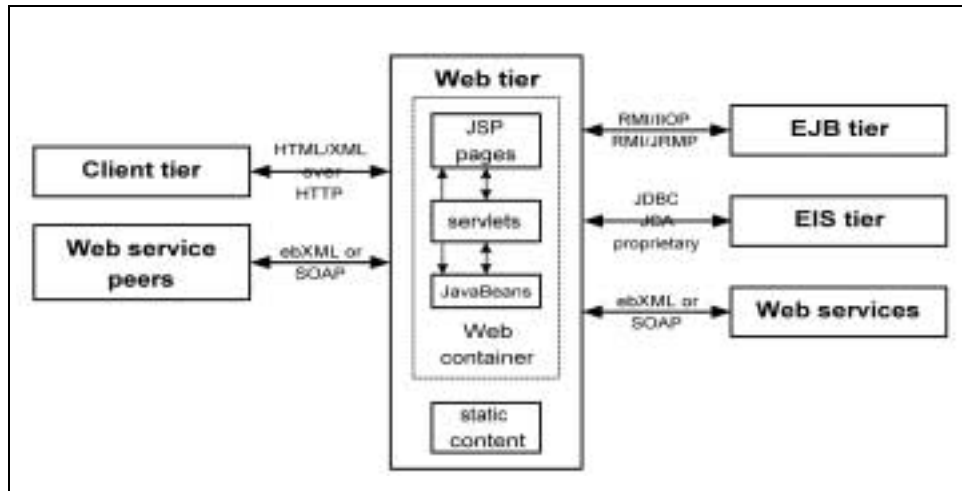 Web tier
JSP
pages
servlets
JavaBeans
Web
container
static
content
Client tier
HTML/XML
over
HTTP
Web service
peers
ebXML or
SOAP
RMI/IIOP
RMI/JRMP
EJB tier
JDBC
proprietary
EIS tier
ebXML or
SOAP
Web services